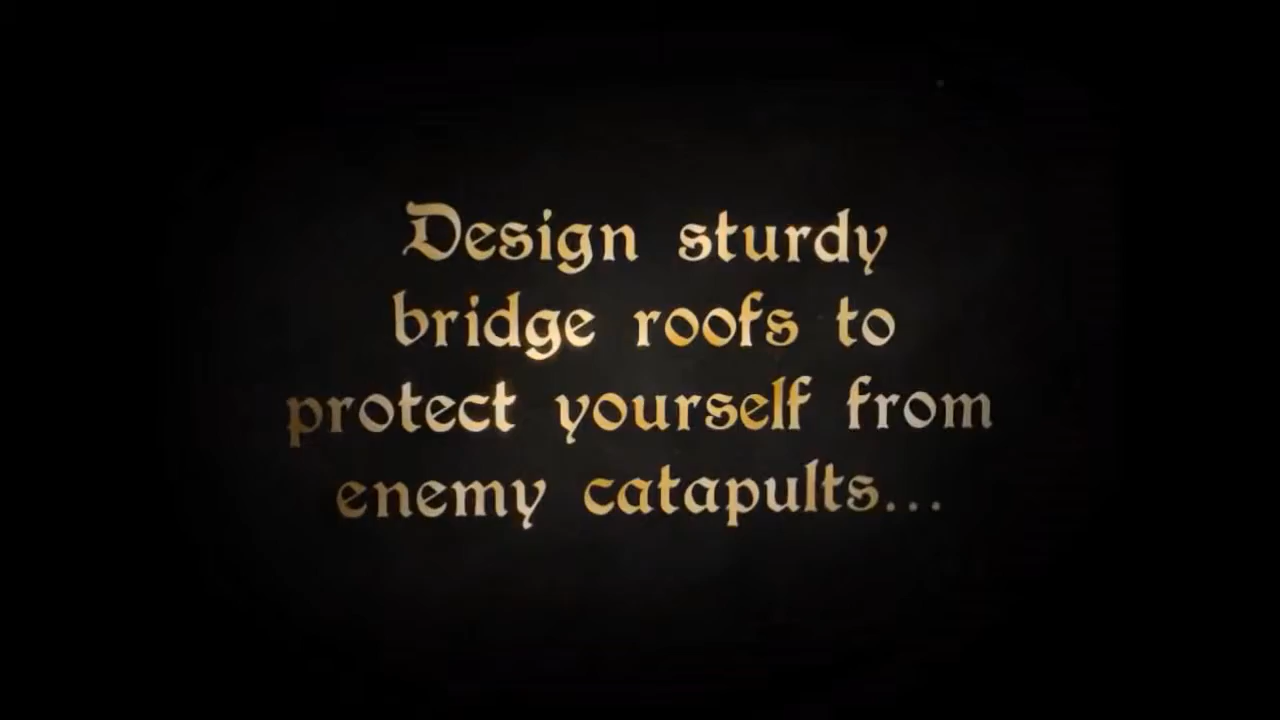 Design sturdy
bridge roofs to
protect yourself from
enemy catapults...